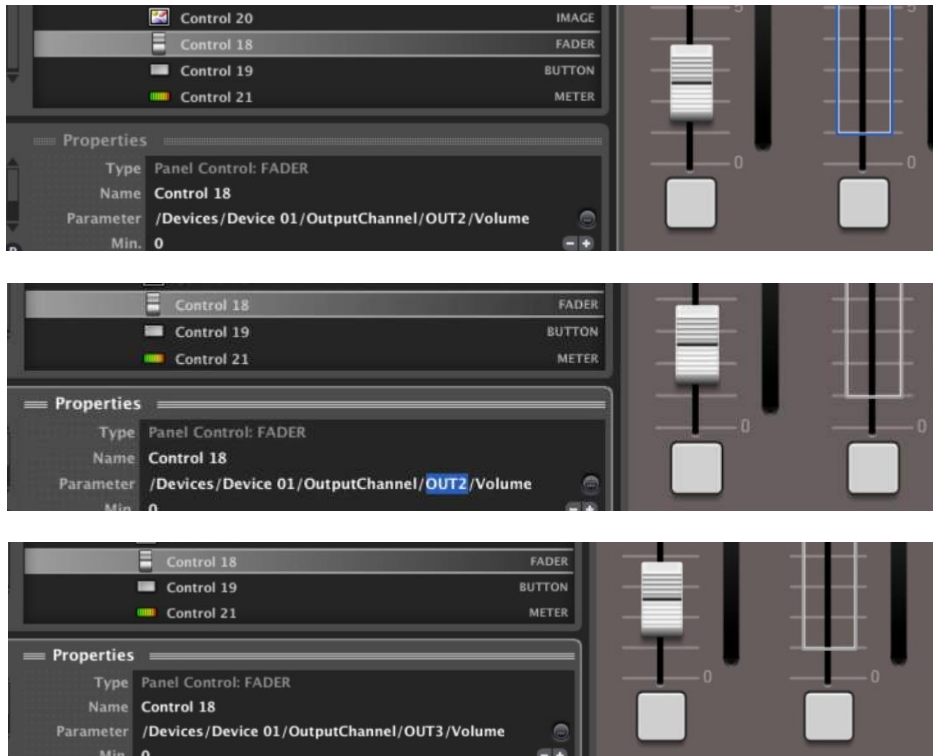 Control 20 IMAGE 5 5
Control 18 FADER
Control 19 BUTTON
Control 21 METER
Properties
Type Panel Control: FADER 0 0
Name Control 18
Parameter /Devices/Device 01/OutputChannel/OUT2/Volume
Min. 0
Control 18 FADER
Control 19 BUTTON
Control 21 METER
Properties
Type Panel Control: FADER 0 0
Name Control 18
Parameter /Devices/Device 01/OutputChannel/OUT2/Volume
Min. 0
Control 18 FADER
Control 19 BUTTON
Control 21 METER
Properties
Type Panel Control: FADER 0 0
Name Control 18
Parameter /Devices/Device 01/OutputChannel/OUT3/Volume
Min. 0